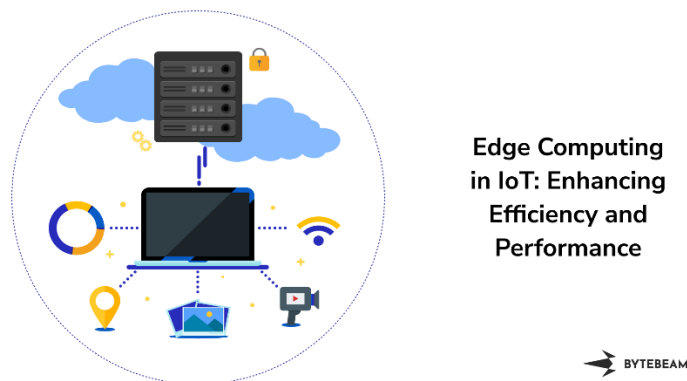 Edge Computing
in IoT: Enhancing
Efficiency and
Performance
BYTEBEAM